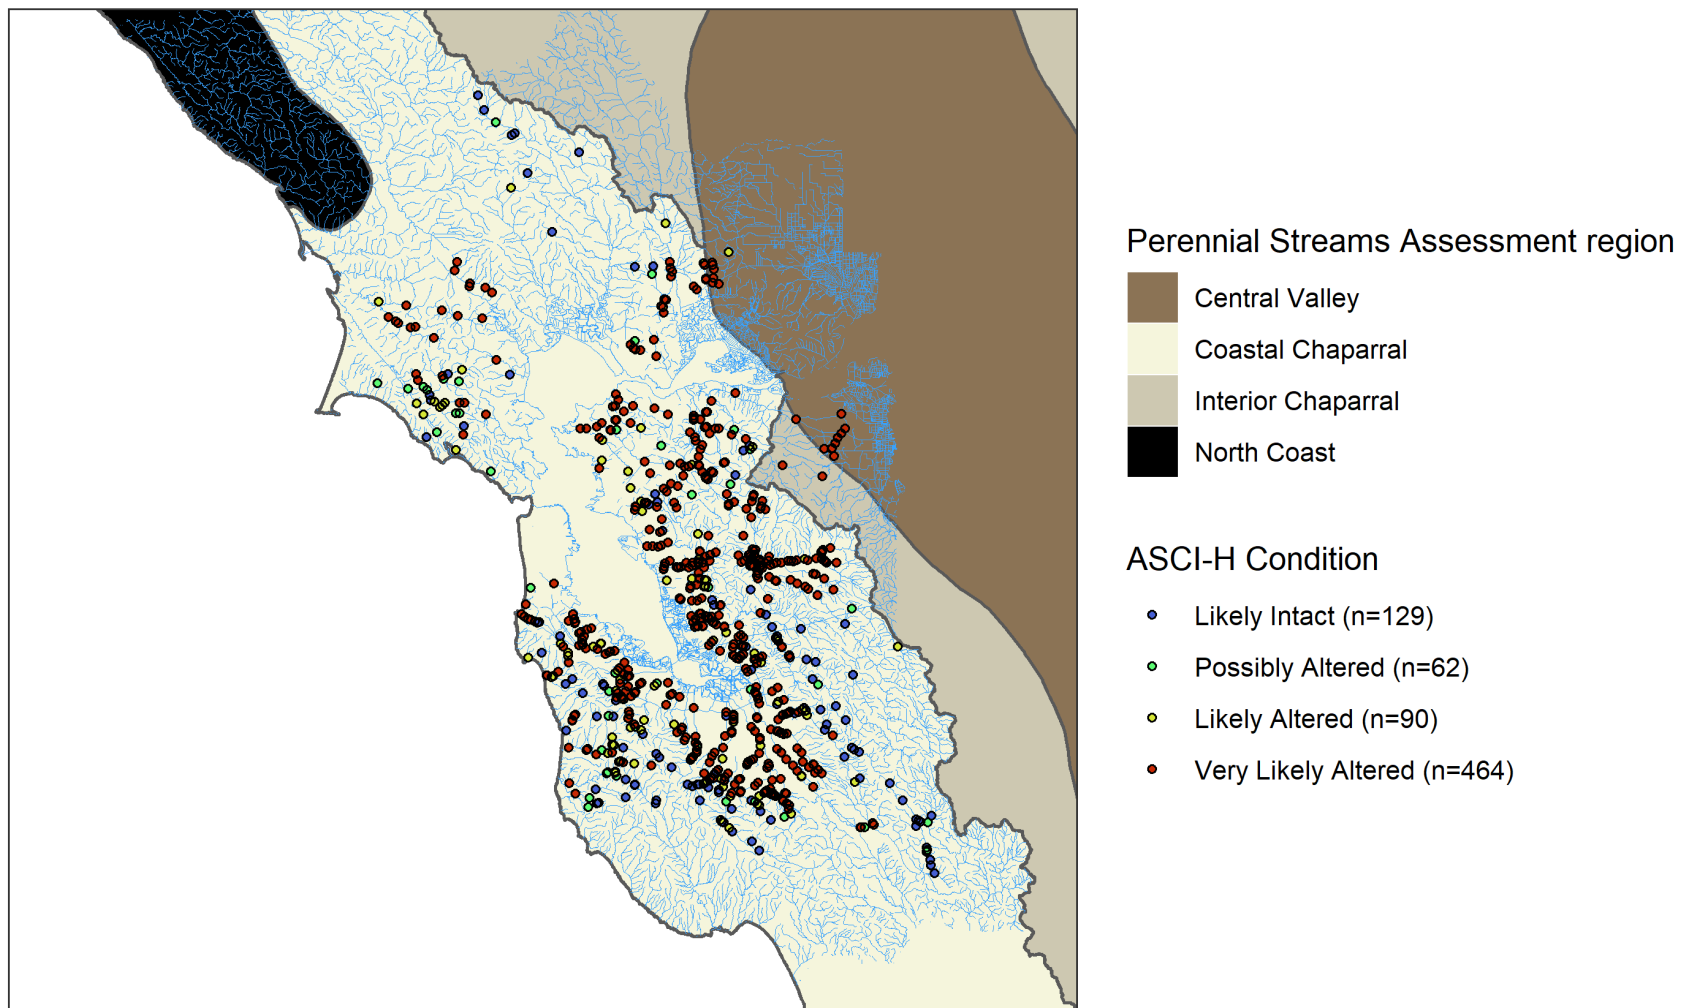 Perennial Streams Assessment region
Central Valley
Coastal Chaparral
Interior Chaparral
North Coast
ASCI-H Condition
Likely Intact (n=129)
Possibly Altered (n=62)
Likely Altered (n=90)
Very Likely Altered (n=464)